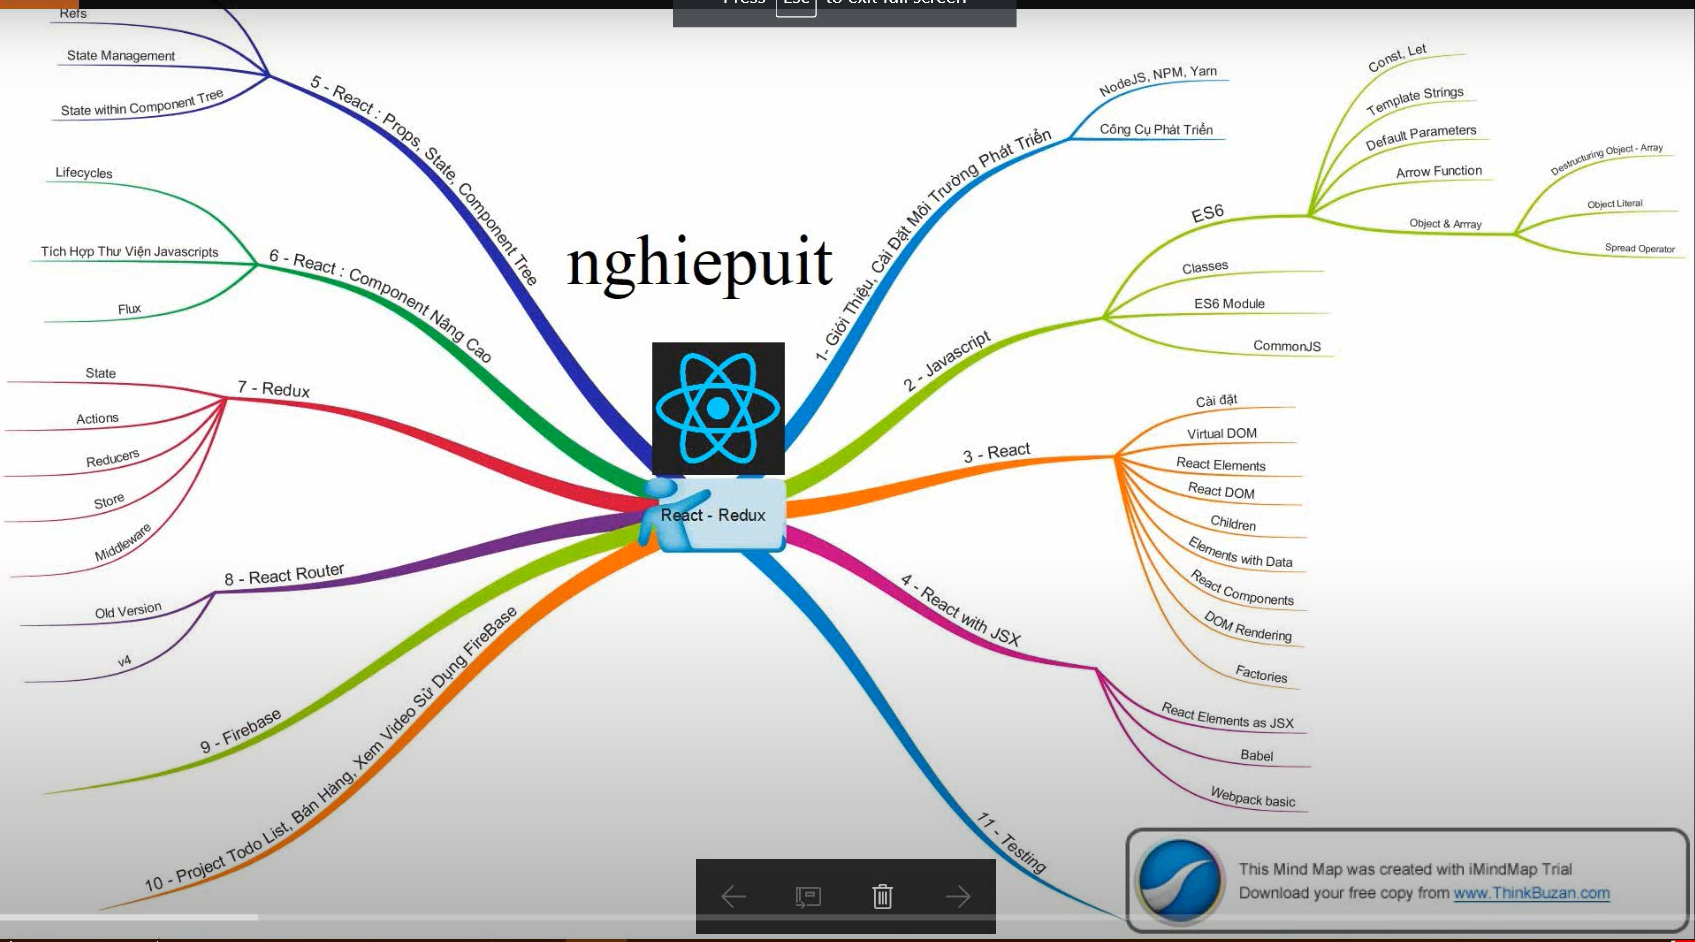 Press Esc to exit full screen
Refs
State Management
State within Component Tree
5 - React : Props, State, Component Tree
Lifecycles
Tích Hợp Thư Viện Javascripts
Flux
6 - React : Component Nâng Cao
State
Actions
Reducers
Store
Middleware
7 - Redux
Old Version
v4
8 - React Router
9 - Firebase
10 - Project Todo List, Bán Hàng, Xem Video Sử Dụng FireBase
nghiepuit
React - Redux
1- Giới Thiệu, Cài Đặt Môi Trường Phát Triển
NodeJS, NPM, Yarn
Công Cụ Phát Triển
2 - Javascript
ES6
Const, Let
Template Strings
Default Parameters
Arrow Function
Object & Arrray
Destructuring Object - Array
Object Literal
Spread Operator
Classes
ES6 Module
CommonJS
3 - React
Cài đặt
Virtual DOM
React Elements
React DOM
Children
Elements with Data
React Components
DOM Rendering
Factories
4 - React with JSX
React Elements as JSX
Babel
Webpack basic
11 - Testing
This Mind Map was created with iMindMap Trial
Download your free copy from www.ThinkBuzan.com